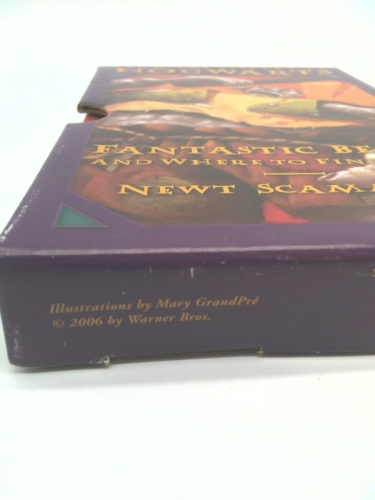 HOGWARTS
FANTASTIC BE
AND WHERE TO FIN
NEWT SCAMA
Illustrations by Mary GrandPré
© 2006 by Warner Bros.